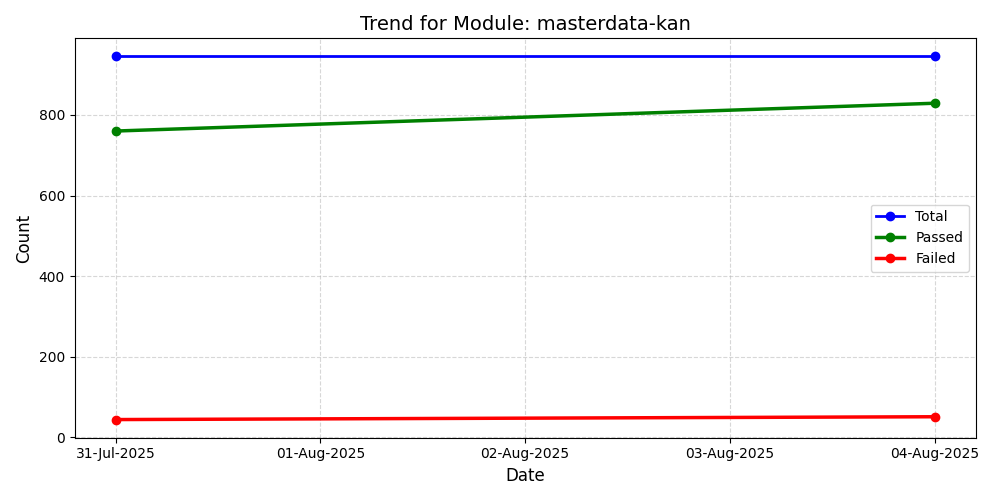 Trend for Module: masterdata-kan
Count
800
600
400
200
0
Total
Passed
Failed
31-Jul-2025
01-Aug-2025
02-Aug-2025
03-Aug-2025
04-Aug-2025
Date